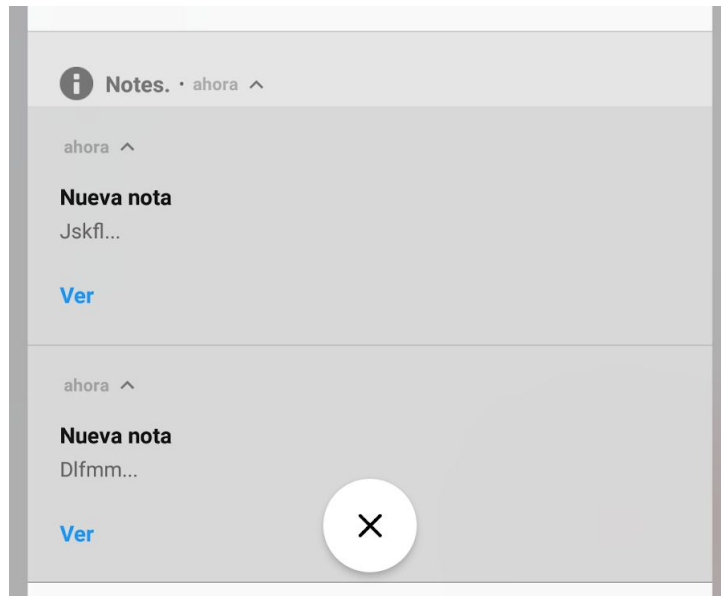 Notes. • ahora
ahora
Nueva nota
Jskfl...
Ver
ahora
Nueva nota
Dlfmm...
Ver